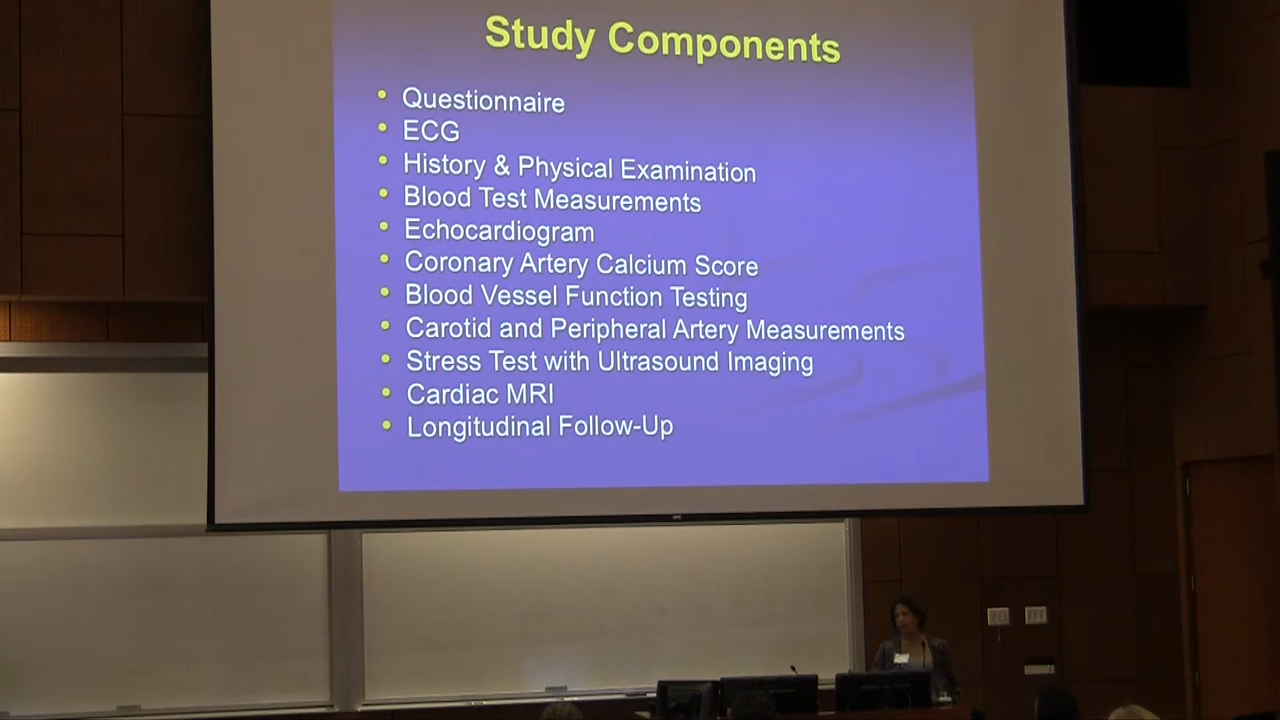 Study Components
• Questionnaire
• ECG
• History & Physical Examination
• Blood Test Measurements
• Echocardiogram
• Coronary Artery Calcium Score
• Blood Vessel Function Testing
• Carotid and Peripheral Artery Measurements
• Stress Test with Ultrasound Imaging
• Cardiac MRI
• Longitudinal Follow-Up